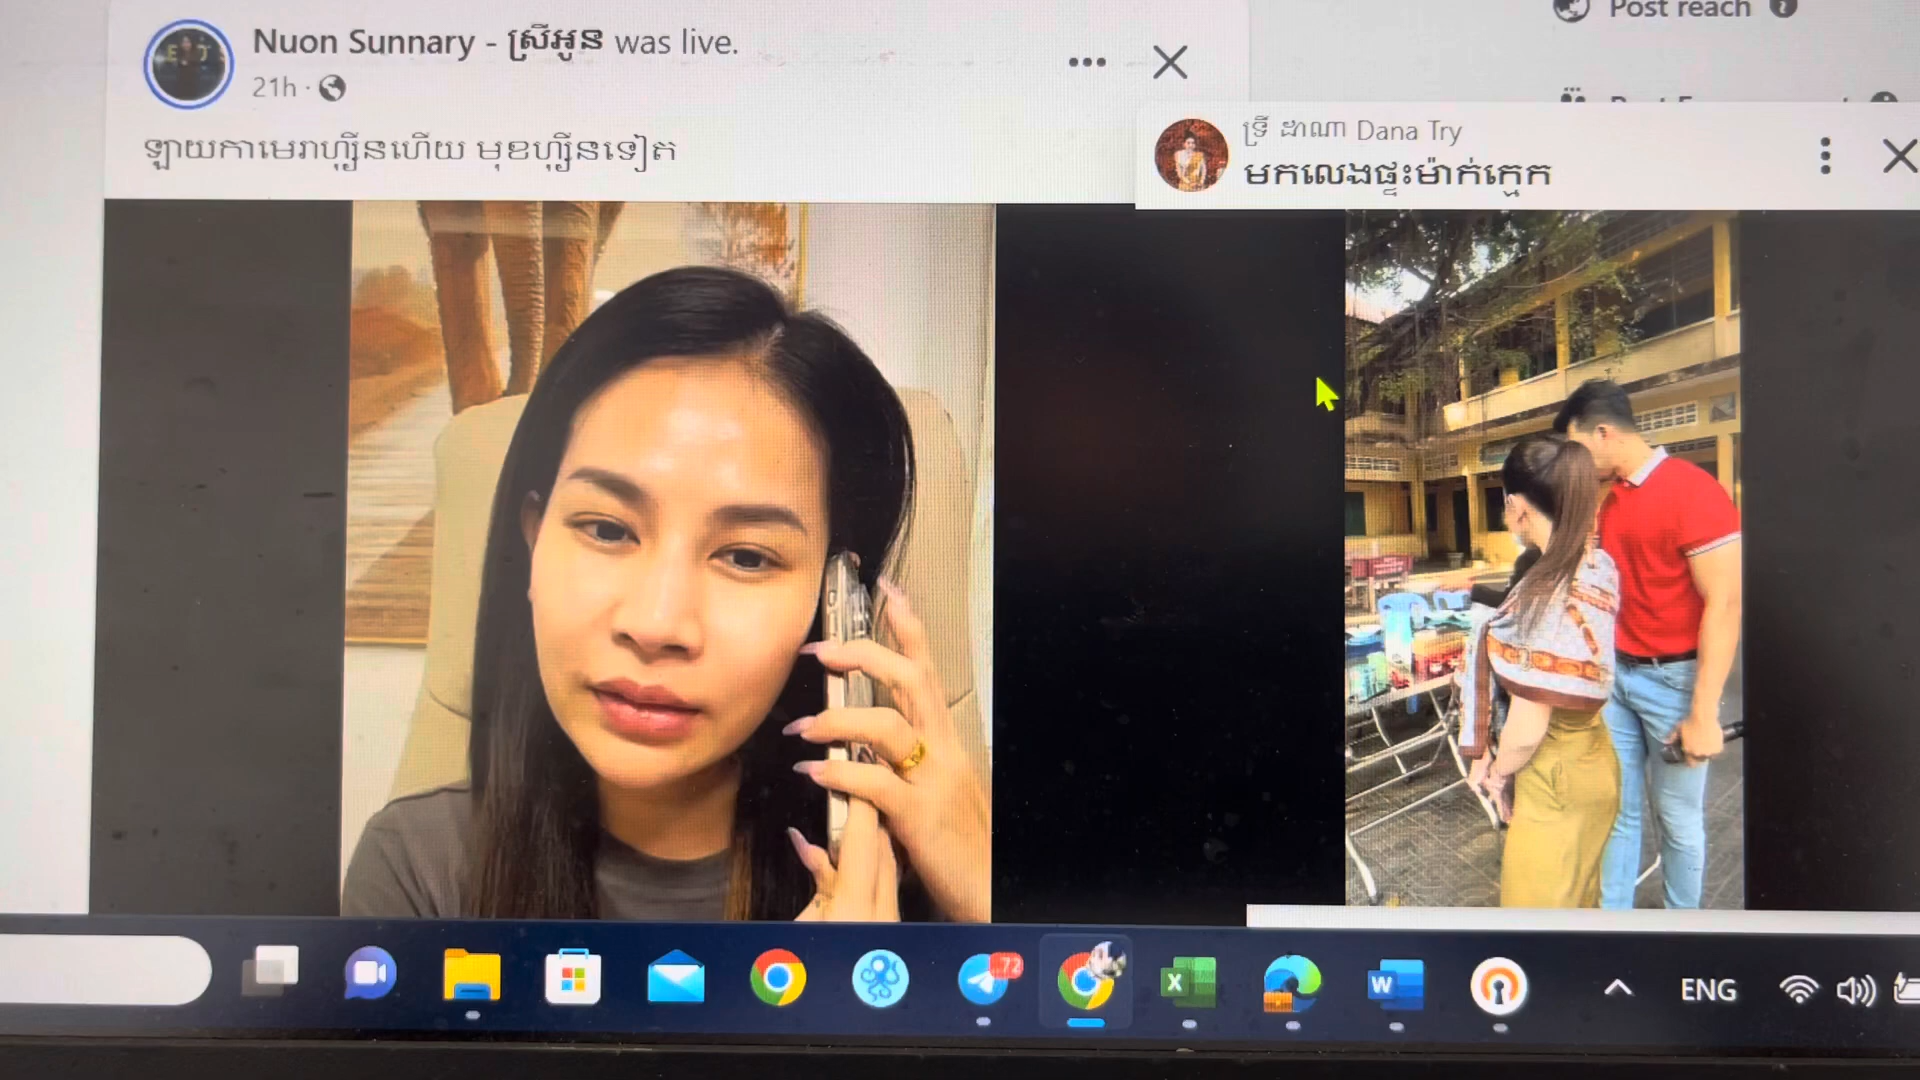 Nuon Sunnary - ស្រីអូន was live.
21h
ឡាយកាមេរាហ្ស៊ីនហើយ មុខហ្ស៊ីនទៀត
Post reach
ទ្រី ដាណា Dana Try
មកលេងផ្ទះម៉ាក់ក្មេក
72
ENG